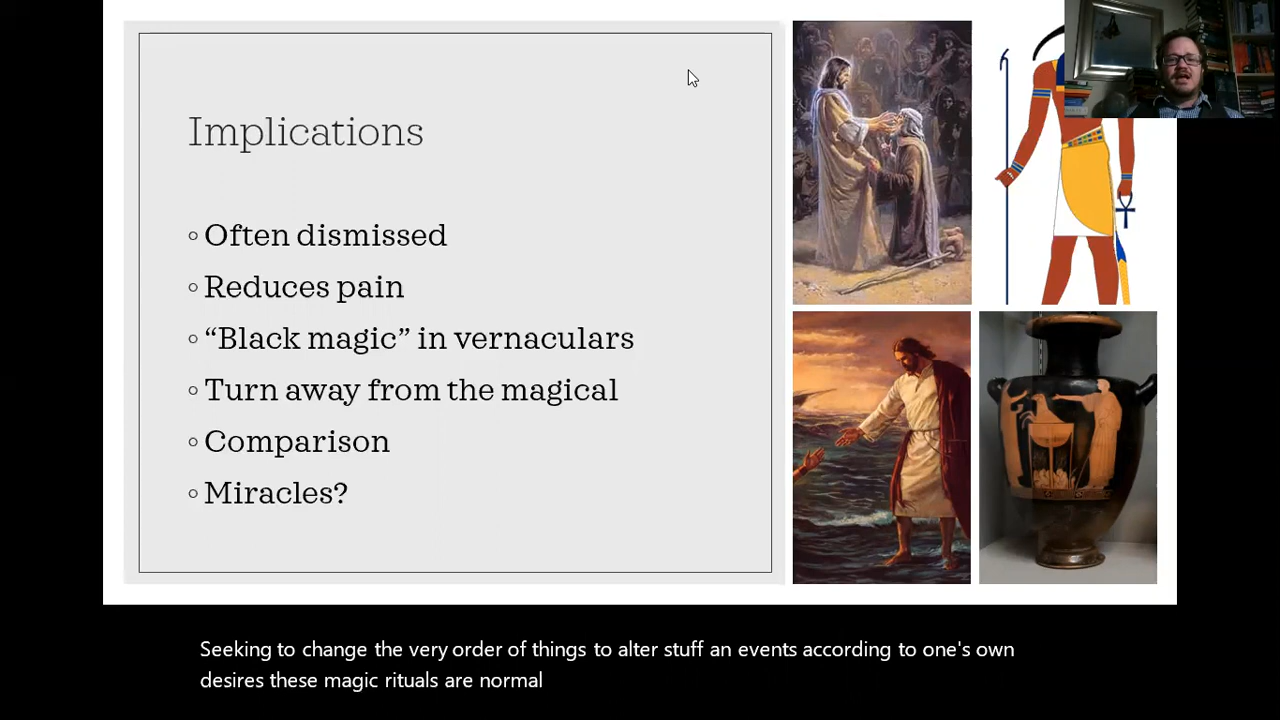 Implications
◦ Often dismissed
◦ Reduces pain
◦ “Black magic” in vernaculars
◦ Turn away from the magical
◦ Comparison
◦ Miracles?
Seeking to change the very order of things to alter stuff an events according to one's own
desires these magic rituals are normal